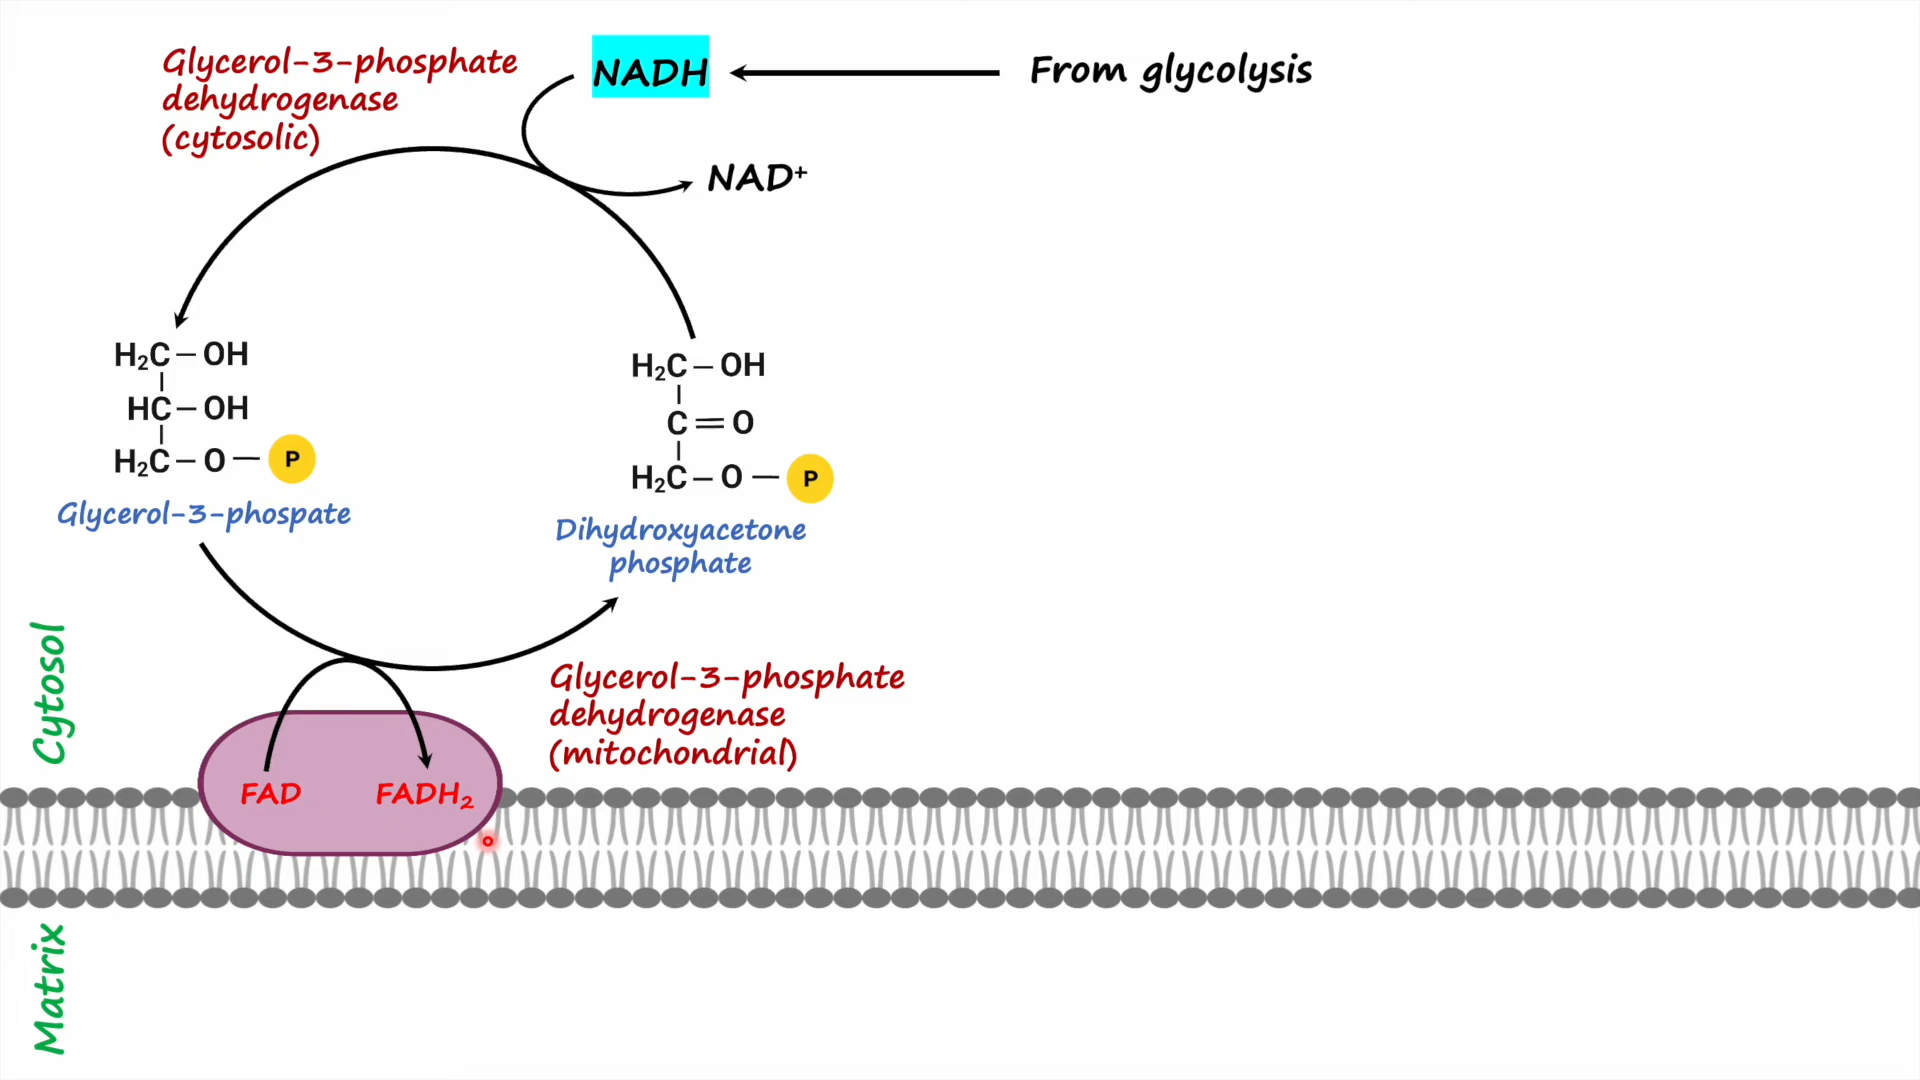 Glycerol-3-phosphate
dehydrogenase
(cytosolic)
NADH
From glycolysis
NAD⁺
H₂C – OH
HC – OH
H₂C – O – P
Glycerol-3-phospate
H₂C – OH
C = O
H₂C – O – P
Dihydroxyacetone
phosphate
Glycerol-3-phosphate
dehydrogenase
(mitochondrial)
FAD
FADH₂
Cytosol
Matrix